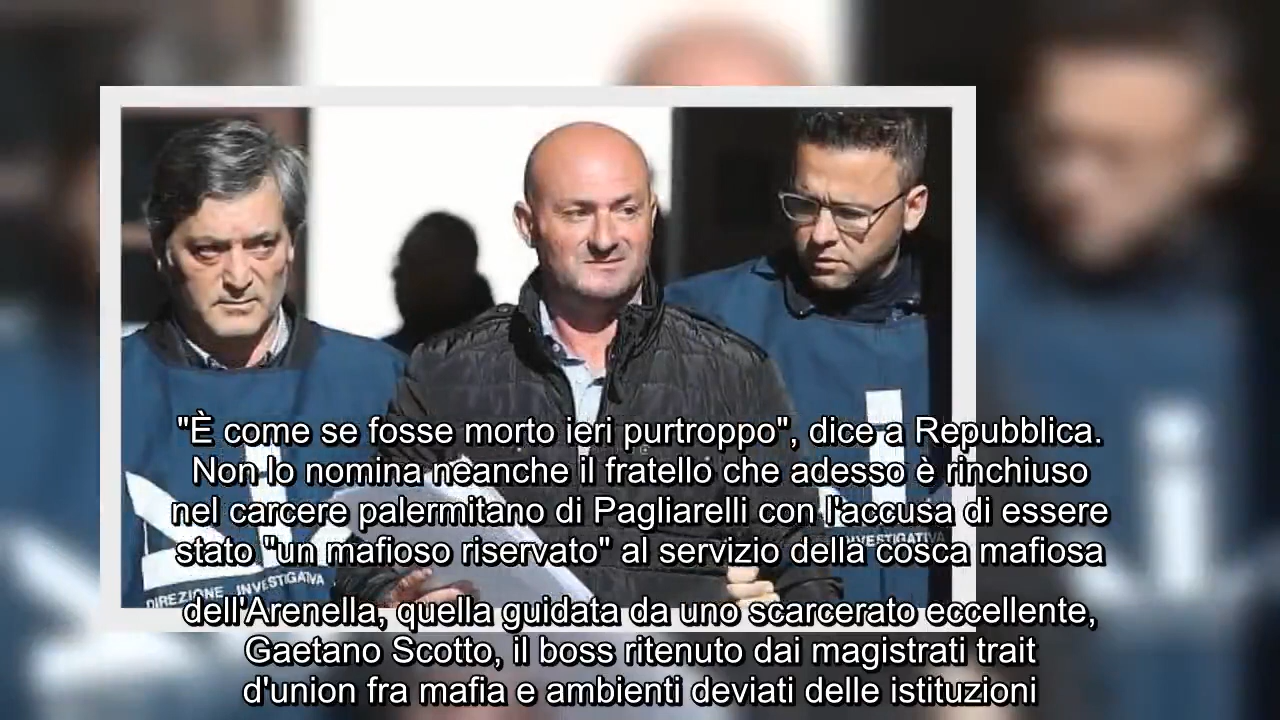 "È come se fosse morto ieri purtroppo", dice a Repubblica.
Non lo nomina neanche il fratello che adesso è rinchiuso
nel carcere palermitano di Pagliarelli con l'accusa di essere
stato "un mafioso riservato" al servizio della cosca mafiosa
dell'Arenella, quella guidata da uno scarcerato eccellente,
Gaetano Scotto, il boss ritenuto dai magistrati trait
d'union fra mafia e ambienti deviati delle istituzioni
DIREZIONE INVESTIGATIVA
INVESTIGATIVA